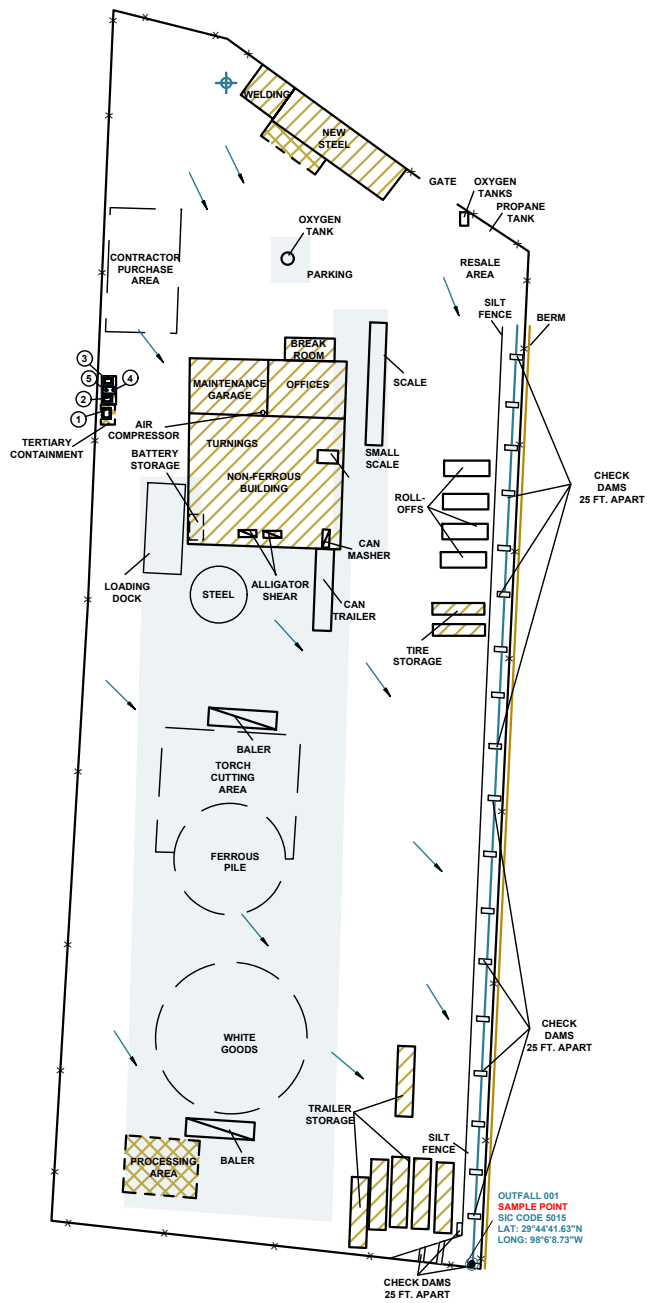 WELDING
NEW
STEEL
GATE
OXYGEN
TANKS
PROPANE
TANK
OXYGEN
TANK
PARKING
CONTRACTOR
PURCHASE
AREA
RESALE
AREA
SILT
FENCE
BERM
BREAK
ROOM
3
5
4
2
1
MAINTENANCE
GARAGE
OFFICES
SCALE
AIR
COMPRESSOR
TERTIARY
CONTAINMENT
TURNINGS
BATTERY
STORAGE
NON-FERROUS
BUILDING
SMALL
SCALE
ROLL-
OFFS
CHECK
DAMS
25 FT. APART
CAN
MASHER
LOADING
DOCK
STEEL
ALLIGATOR
SHEAR
CAN
TRAILER
TIRE
STORAGE
BALER
TORCH
CUTTING
AREA
FERROUS
PILE
WHITE
GOODS
CHECK
DAMS
25 FT. APART
TRAILER
STORAGE
BALER
PROCESSING
AREA
SILT
FENCE
OUTFALL 001
SAMPLE POINT
SIC CODE 5015
LAT: 29°44'41.63"N
LONG: 98°6'8.73"W
CHECK DAMS
25 FT. APART